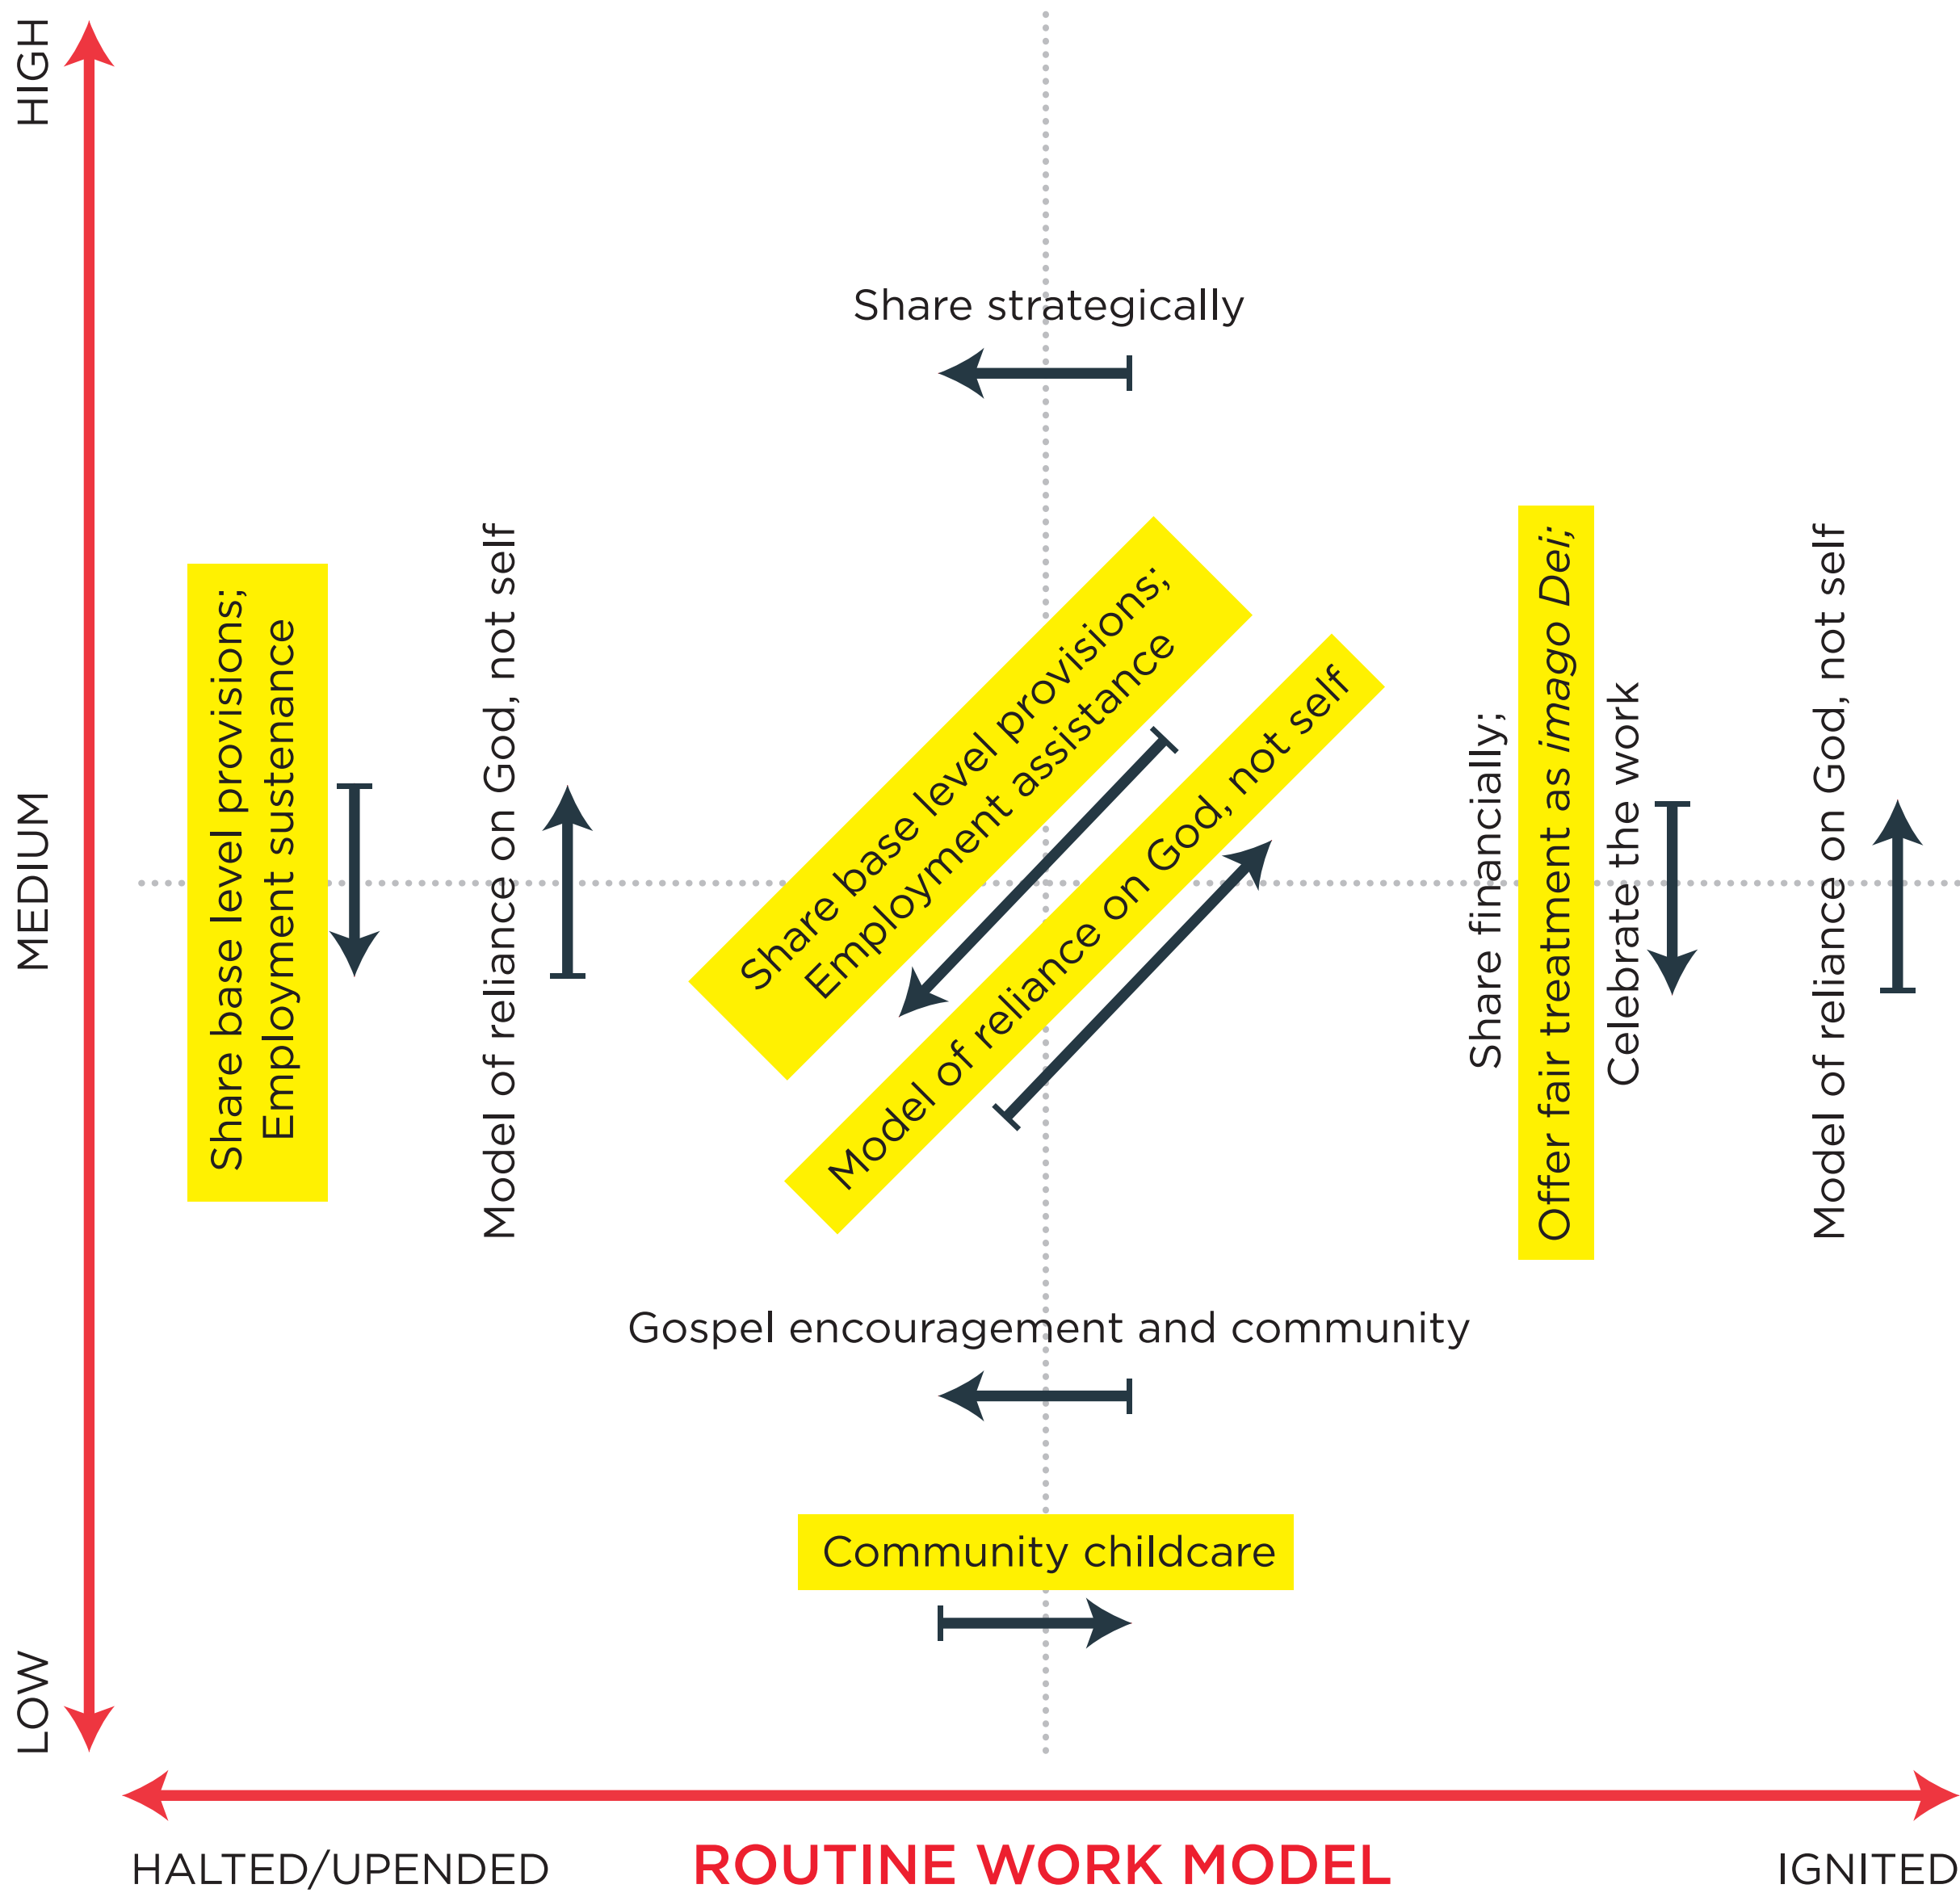 HIGH
MEDIUM
LOW
Share strategically
Share base level provisions;
Employment sustenance
Model of reliance on God, not self
Share base level provisions;
Employment assistance
Model of reliance on God, not self
Share financially;
Offer fair treatment as imago Dei;
Celebrate the work
Model of reliance on God, not self
Gospel encouragement and community
Community childcare
HALTED/UPENDED
ROUTINE WORK MODEL
IGNITED